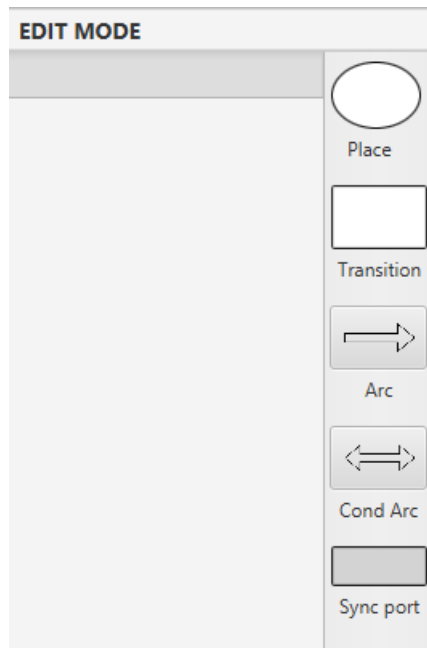 EDIT MODE
Place
Transition
Arc
Cond Arc
Sync port